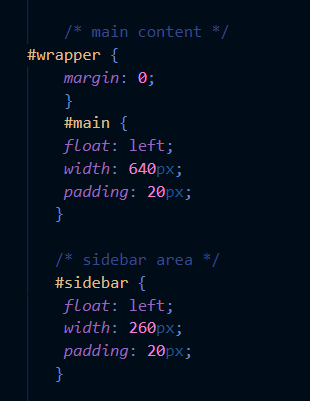 /* main content */
#wrapper {
margin: 0;
}
#main {
float: left;
width: 640px;
padding: 20px;
}
/* sidebar area */
#sidebar {
float: left;
width: 260px;
padding: 20px;
}